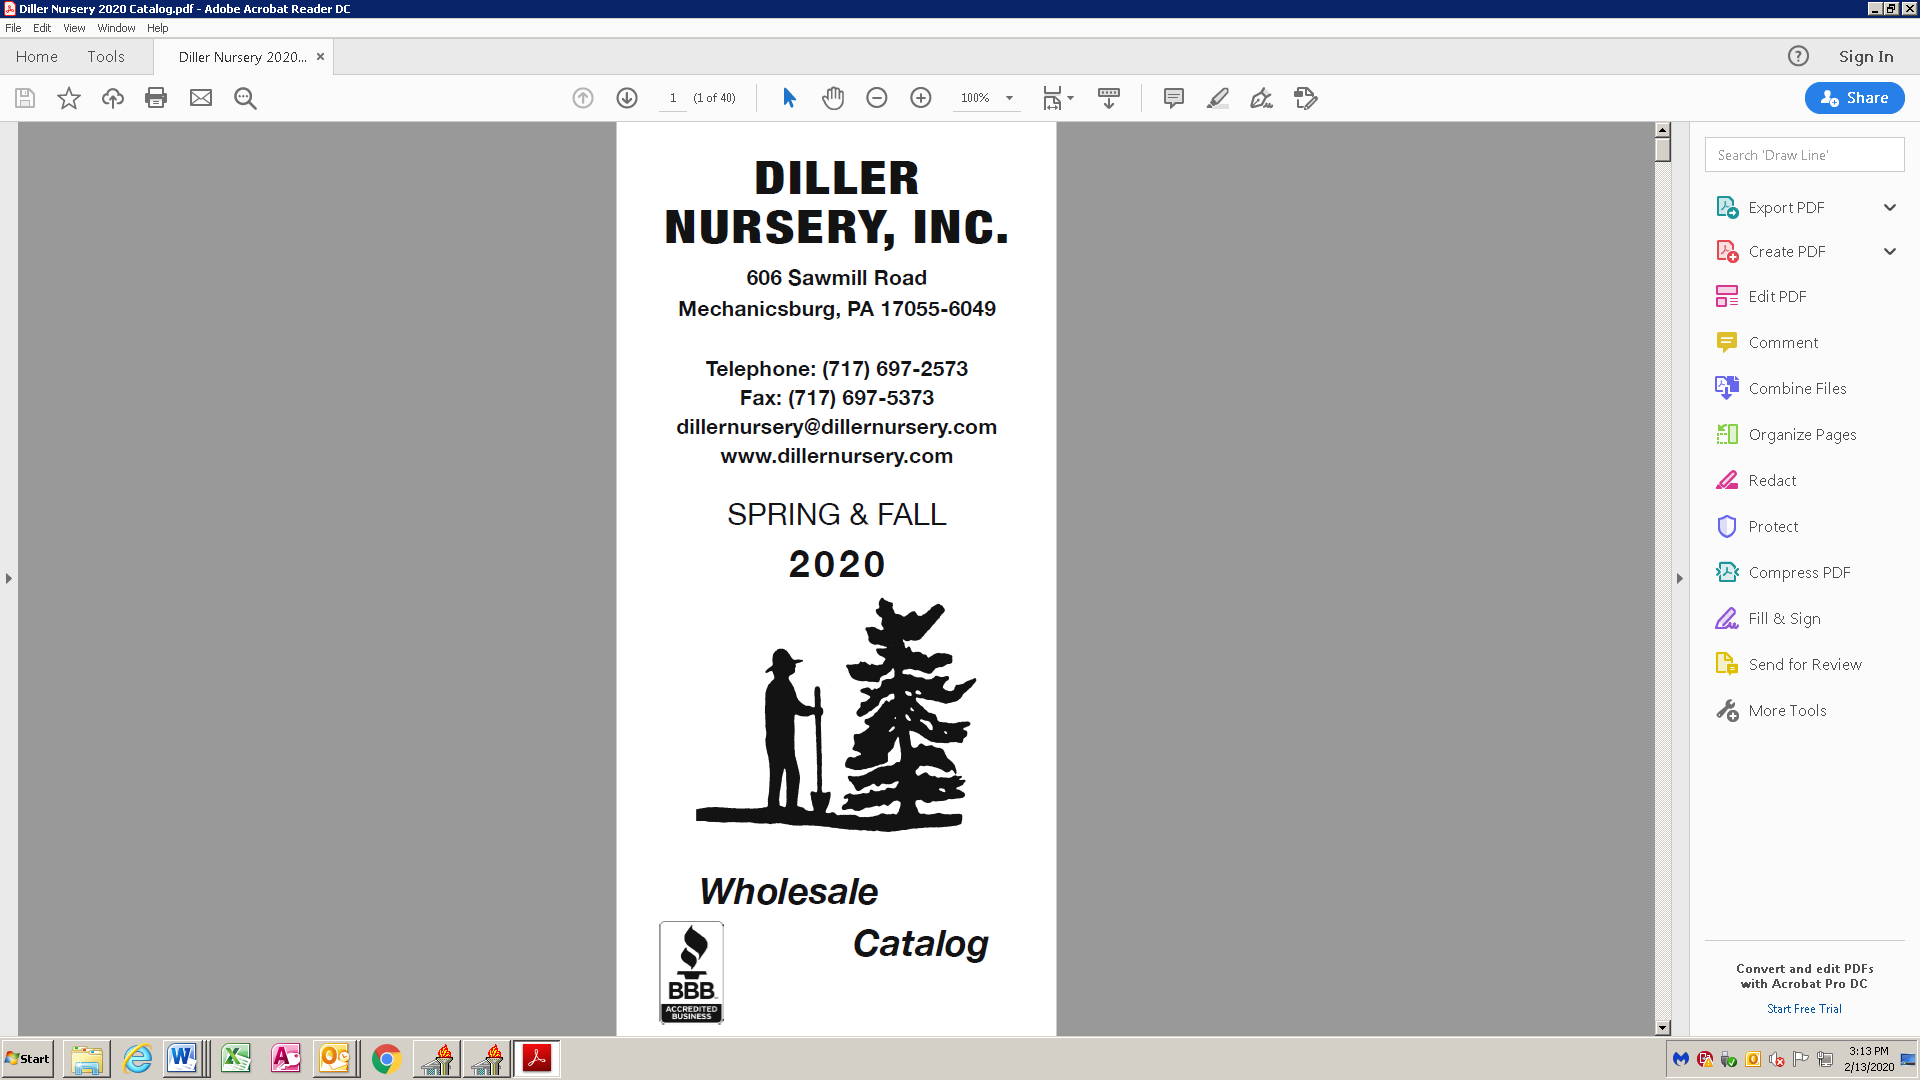 Diller Nursery 2020 Catalog.pdf - Adobe Acrobat Reader DC
File Edit View Window Help
Home Tools Diller Nursery 2020... × ? Sign In
1 (1 of 40) 100% Share
DILLER
NURSERY, INC.
606 Sawmill Road
Mechanicsburg, PA 17055-6049
Telephone: (717) 697-2573
Fax: (717) 697-5373
dillernursery@dillernursery.com
www.dillernursery.com
SPRING & FALL
2020
Wholesale
Catalog
BBB
ACCREDITED
BUSINESS
Search 'Draw Line'
Export PDF
Create PDF
Edit PDF
Comment
Combine Files
Organize Pages
Redact
Protect
Compress PDF
Fill & Sign
Send for Review
More Tools
Convert and edit PDFs
with Acrobat Pro DC
Start Free Trial
Start
3:13 PM
2/13/2020